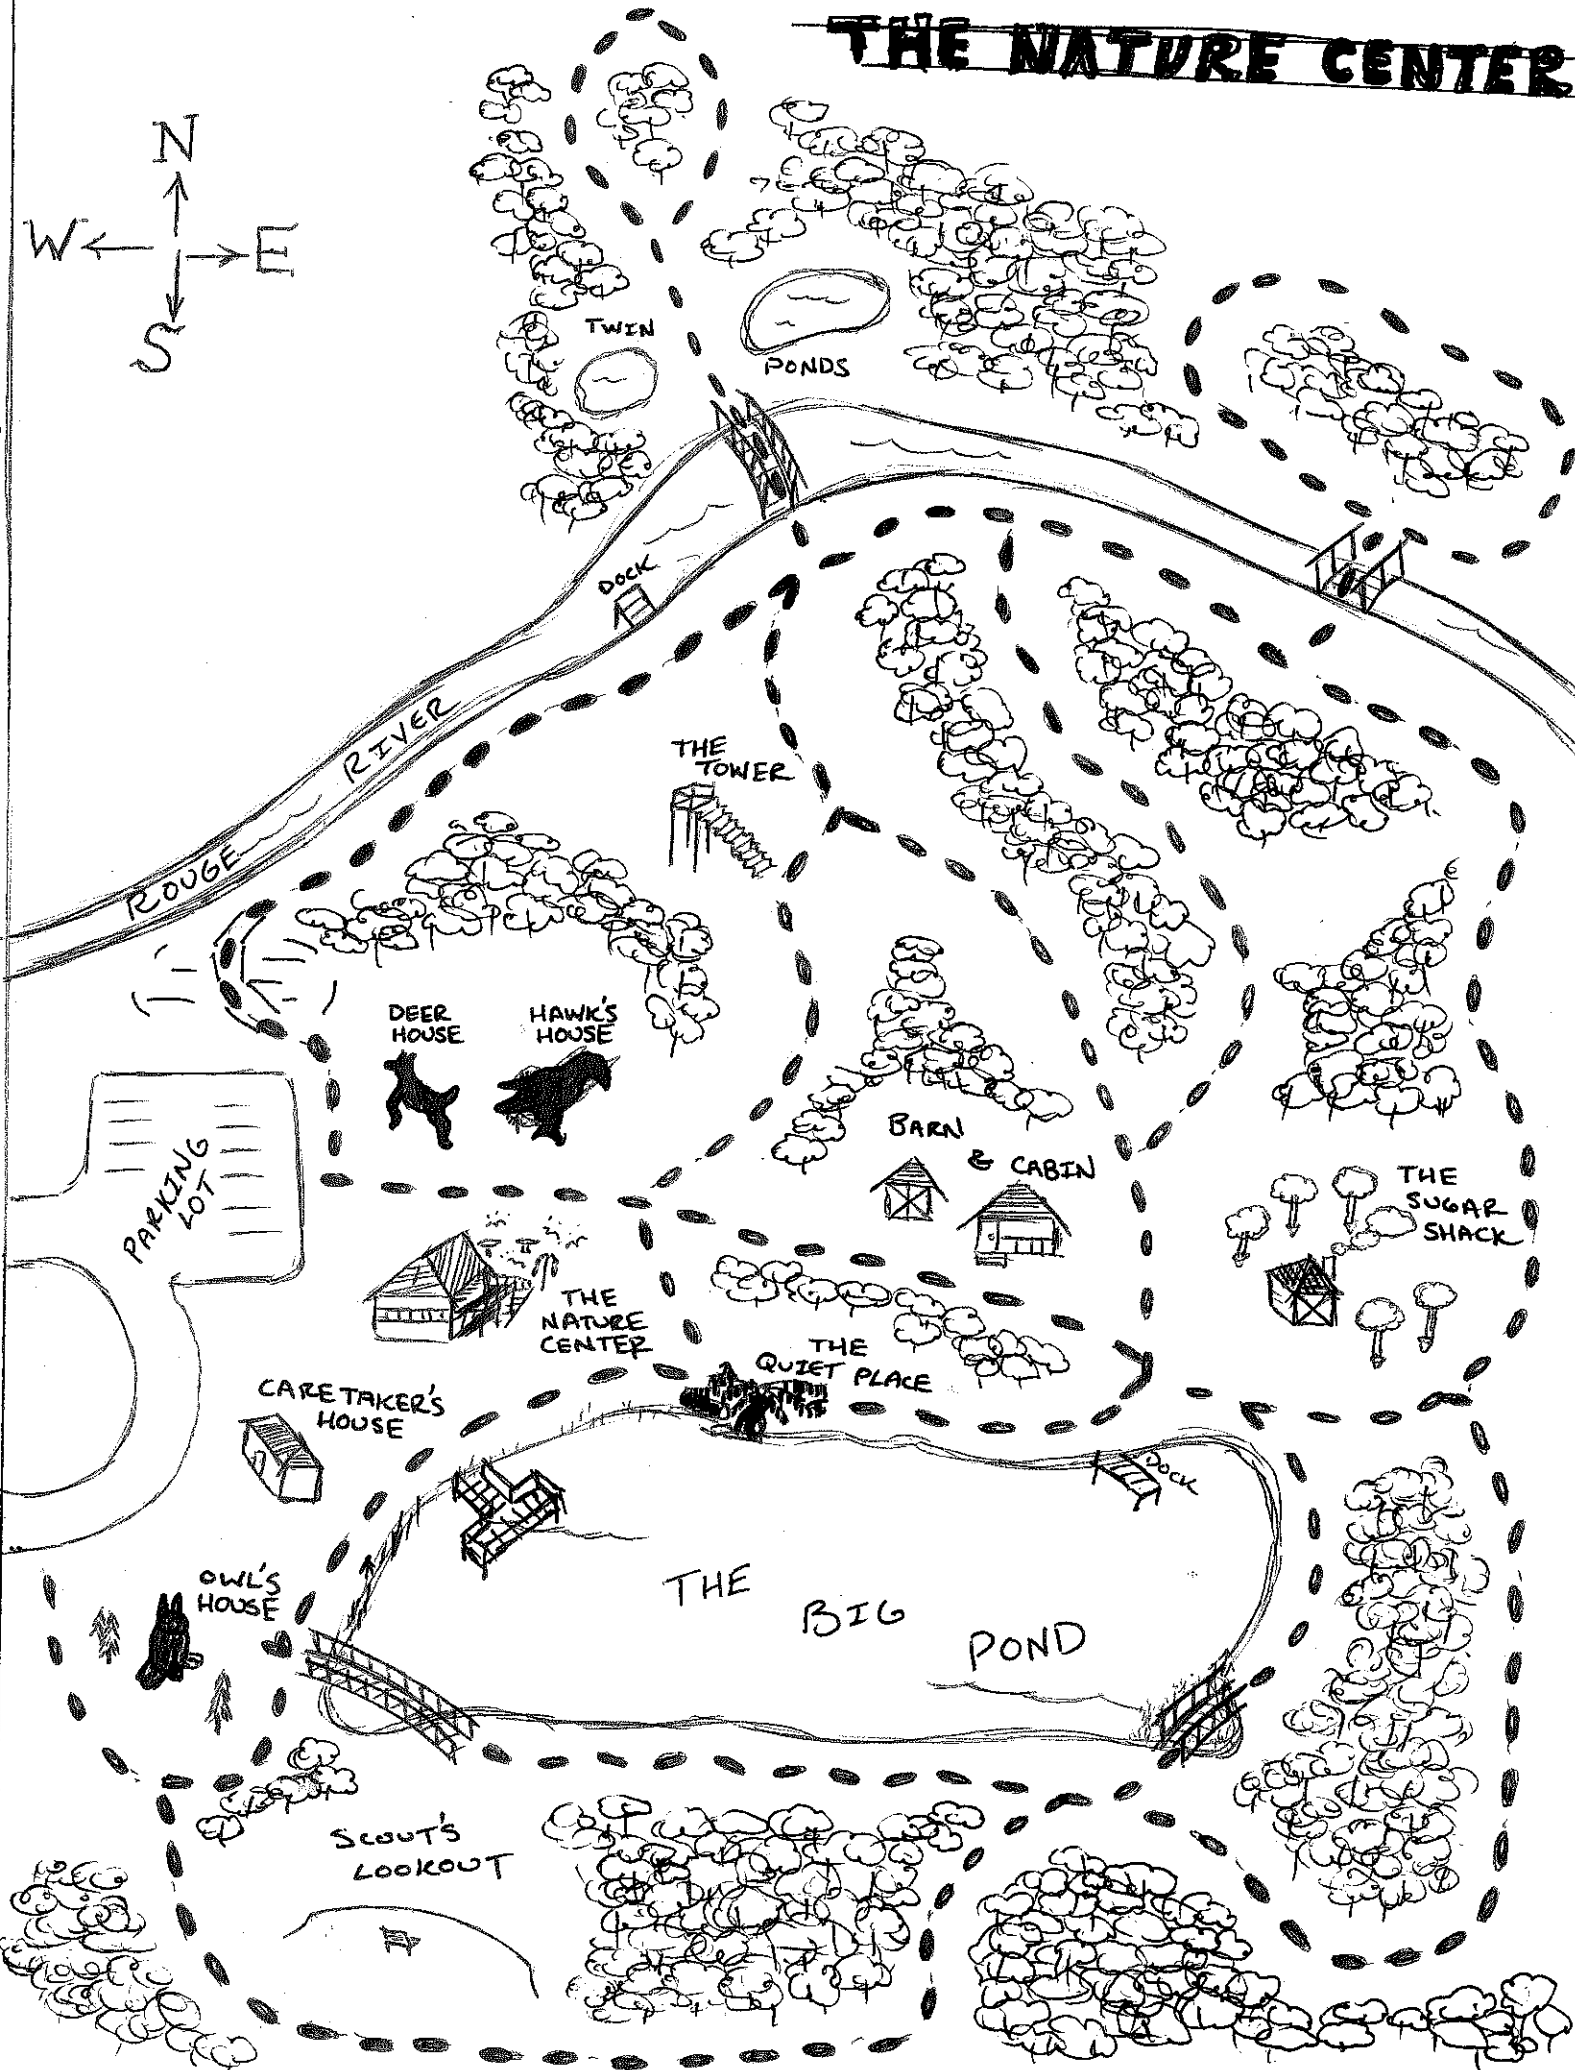 THE NATURE CENTER
N
W
E
S
TWIN
PONDS
DOCK
ROUGE RIVER
THE
TOWER
DEER
HOUSE
HAWK'S
HOUSE
PARKING
LOT
BARN
& CABIN
THE
SUGAR
SHACK
THE
NATURE
CENTER
THE
QUIET PLACE
CARETAKER'S
HOUSE
DOCK
OWL'S
HOUSE
THE
BIG
POND
SCOUT'S
LOOKOUT